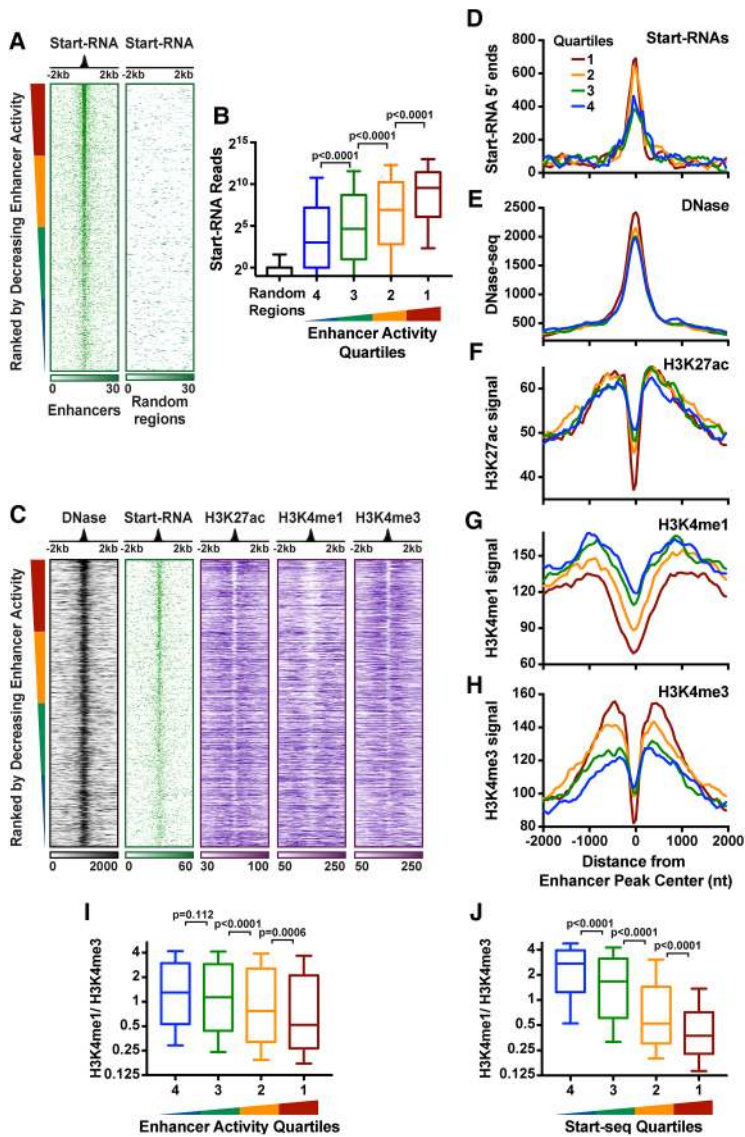 A
Start-RNA Start-RNA
-2kb 2kb -2kb 2kb
Ranked by Decreasing Enhancer Activity
0 30 0 30
Enhancers Random regions
B
p<0.0001
p<0.0001
p<0.0001
Start-RNA Reads
2^15
2^10
2^5
2^0
Random Regions 4 3 2 1
Enhancer Activity
Quartiles
C
DNase Start-RNA H3K27ac H3K4me1 H3K4me3
-2kb 2kb -2kb 2kb -2kb 2kb -2kb 2kb -2kb 2kb
Ranked by Decreasing Enhancer Activity
0 2000 0 60 30 100 50 250 50 250
D
Start-RNAs
Quartiles
1
2
3
4
Start-RNA 5' ends
800
600
400
200
0
E
DNase
DNase-seq
2500
2000
1500
1000
500
F
H3K27ac
H3K27ac signal
60
50
40
G
H3K4me1
H3K4me1 signal
150
120
90
60
H
H3K4me3
H3K4me3 signal
160
140
120
100
80
-2000 -1000 0 1000 2000
Distance from
Enhancer Peak Center (nt)
I
p=0.112
p<0.0001
p=0.0006
H3K4me1/ H3K4me3
4
2
1
0.5
0.25
0.125
4 3 2 1
Enhancer Activity Quartiles
J
p<0.0001
p<0.0001
p<0.0001
H3K4me1/ H3K4me3
4
2
1
0.5
0.25
0.125
4 3 2 1
Start-seq Quartiles